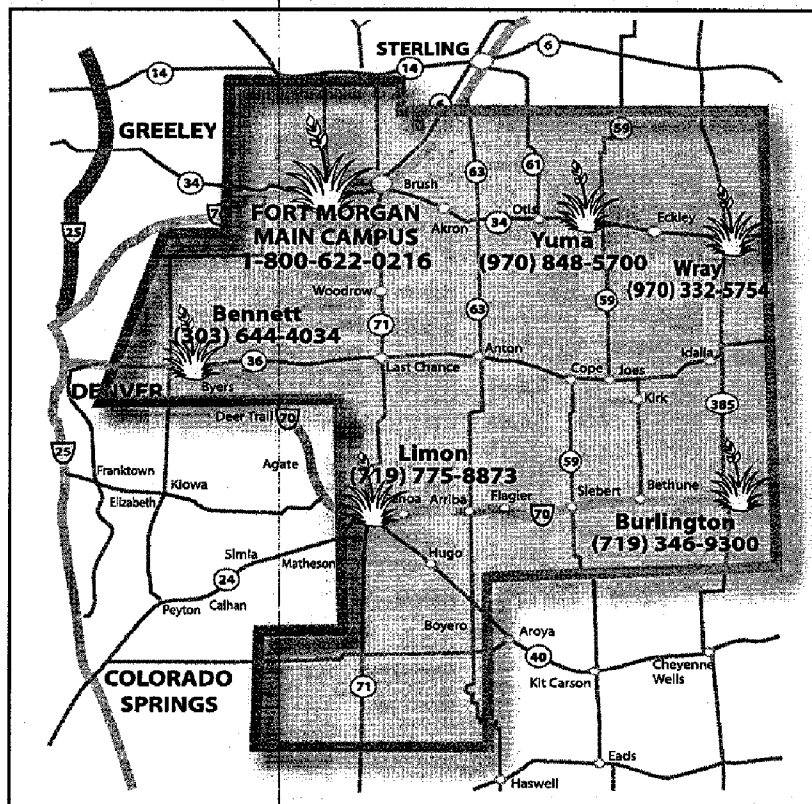 STERLING
6
14
14
6
GREELEY
59
34
63
61
Brush
Otis
FORT MORGAN
MAIN CAMPUS
1-800-622-0216
Akron
34
Yuma
(970) 848-5700
Eckley
Wray
(970) 332-5754
25
Woodrow
Bennett
(303) 644-4034
71
63
59
36
Anton
Last Chance
Cope
Joes
Idalia
DENVER
Byers
Kirk
385
Deer Trail
70
25
Limon
(719) 775-8873
59
Franktown
Kiowa
Agate
Elizabeth
Arriba
Flagler
70
Siebert
Bethune
Burlington
(719) 346-9300
Simla
Matheson
Hugo
24
Peyton
Calhan
Boyero
Aroya
40
COLORADO
SPRINGS
71
Kit Carson
Cheyenne
Wells
Eads
Haswell